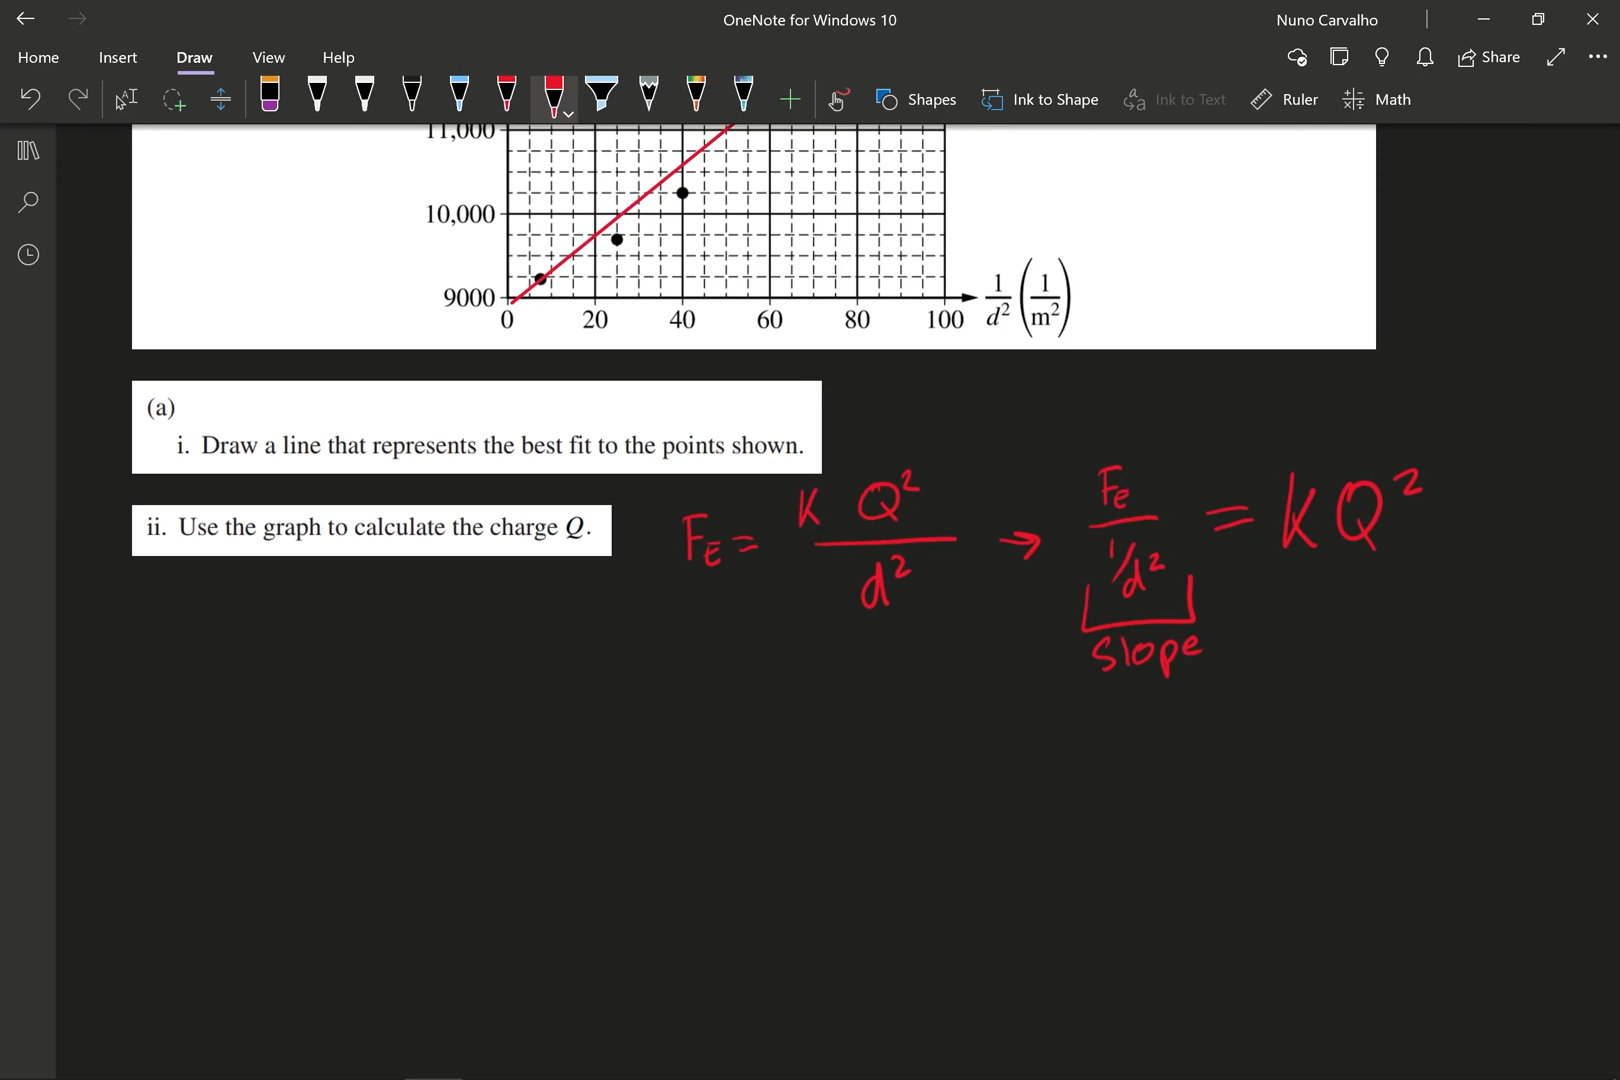 OneNote for Windows 10
Nuno Carvalho
Home Insert Draw View Help
Share
Shapes Ink to Shape Ink to Text Ruler Math
11,000
10,000
9000
0 20 40 60 80 100
1/d² (1/m²)
(a)
i. Draw a line that represents the best fit to the points shown.
ii. Use the graph to calculate the charge Q.
F_E = K Q² / d² → F_E / (1/d²) = K Q²
Slope